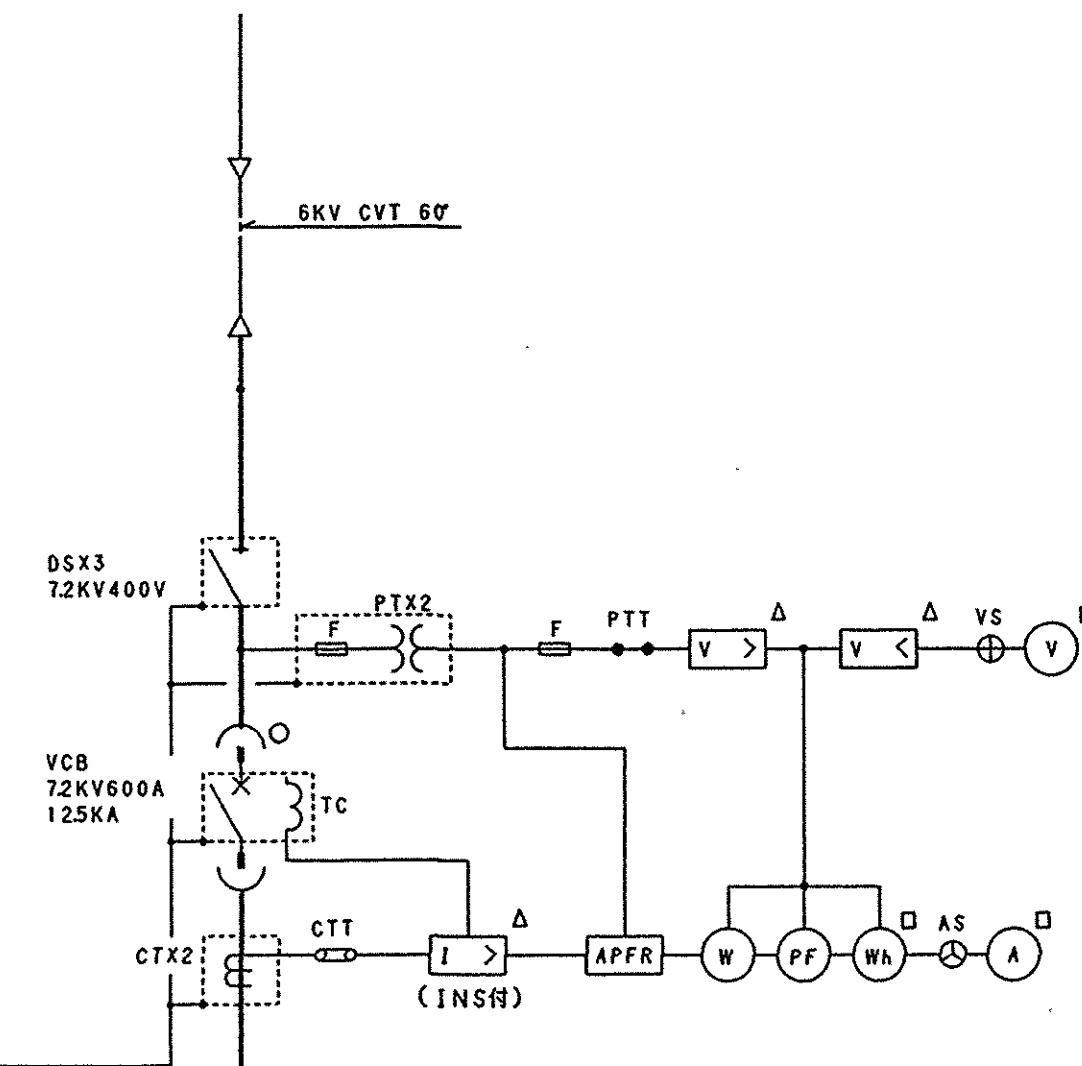 6KV CVT 60°
DSX3
7.2KV400V
PTX2
F
F
PTT
V >
Δ
V <
Δ
VS
V
VCB
7.2KV600A
12.5KA
TC
CTX2
CTT
I >
Δ
(INS付)
APFR
W
PF
Wh
AS
A